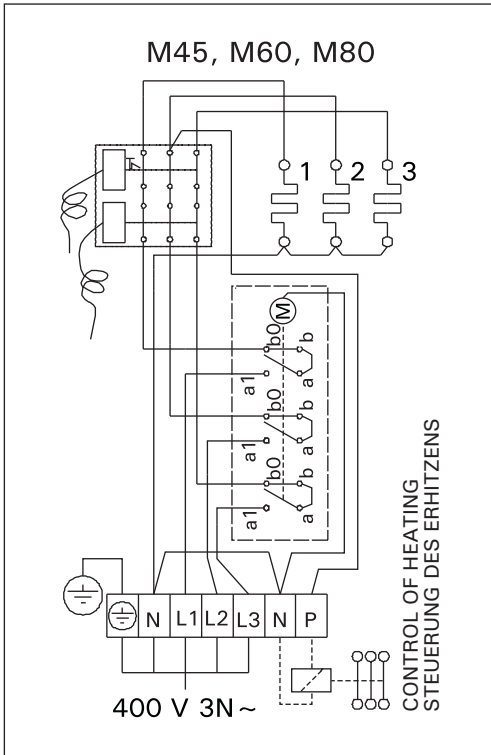 M45, M60, M80
1 2 3
M
b0 b
a1 a
b0 b
a1 a
b0 b
a1 a
N L1 L2 L3 N P
400 V 3N ~
CONTROL OF HEATING
STEUERUNG DES ERHITZENS